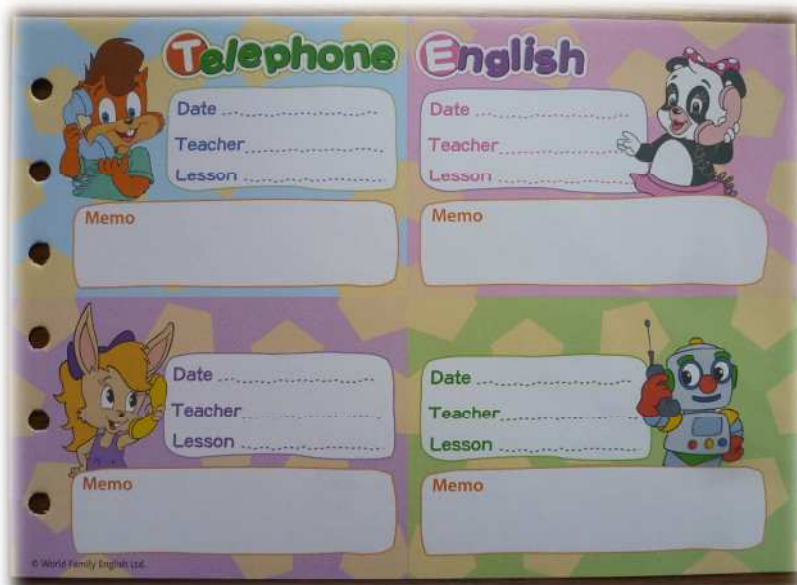 Telephone English
Date
Teacher
Lesson
Memo
Date
Teacher
Lesson
Memo
Date
Teacher
Lesson
Memo
Date
Teacher
Lesson
Memo
© World Family English Ltd.